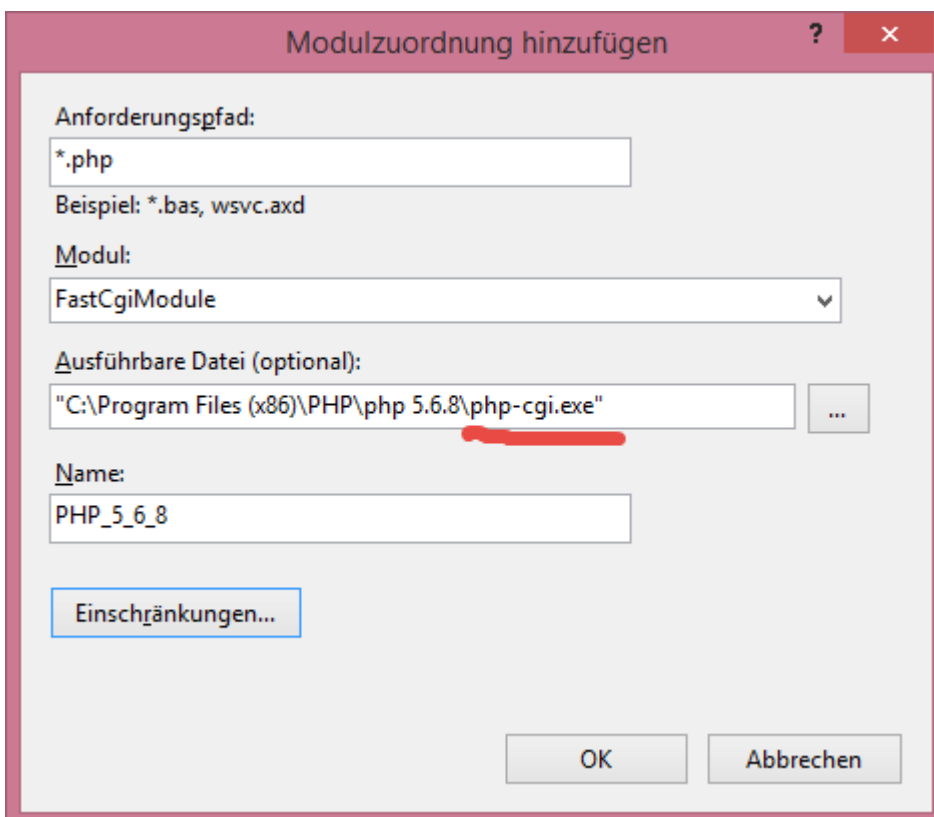 Modulzuordnung hinzufügen
?
Anforderungspfad:
*.php
Beispiel: *.bas, wsvc.axd
Modul:
FastCgiModule
Ausführbare Datei (optional):
"C:\Program Files (x86)\PHP\php 5.6.8\php-cgi.exe"
...
Name:
PHP_5_6_8
Einschränkungen...
OK
Abbrechen